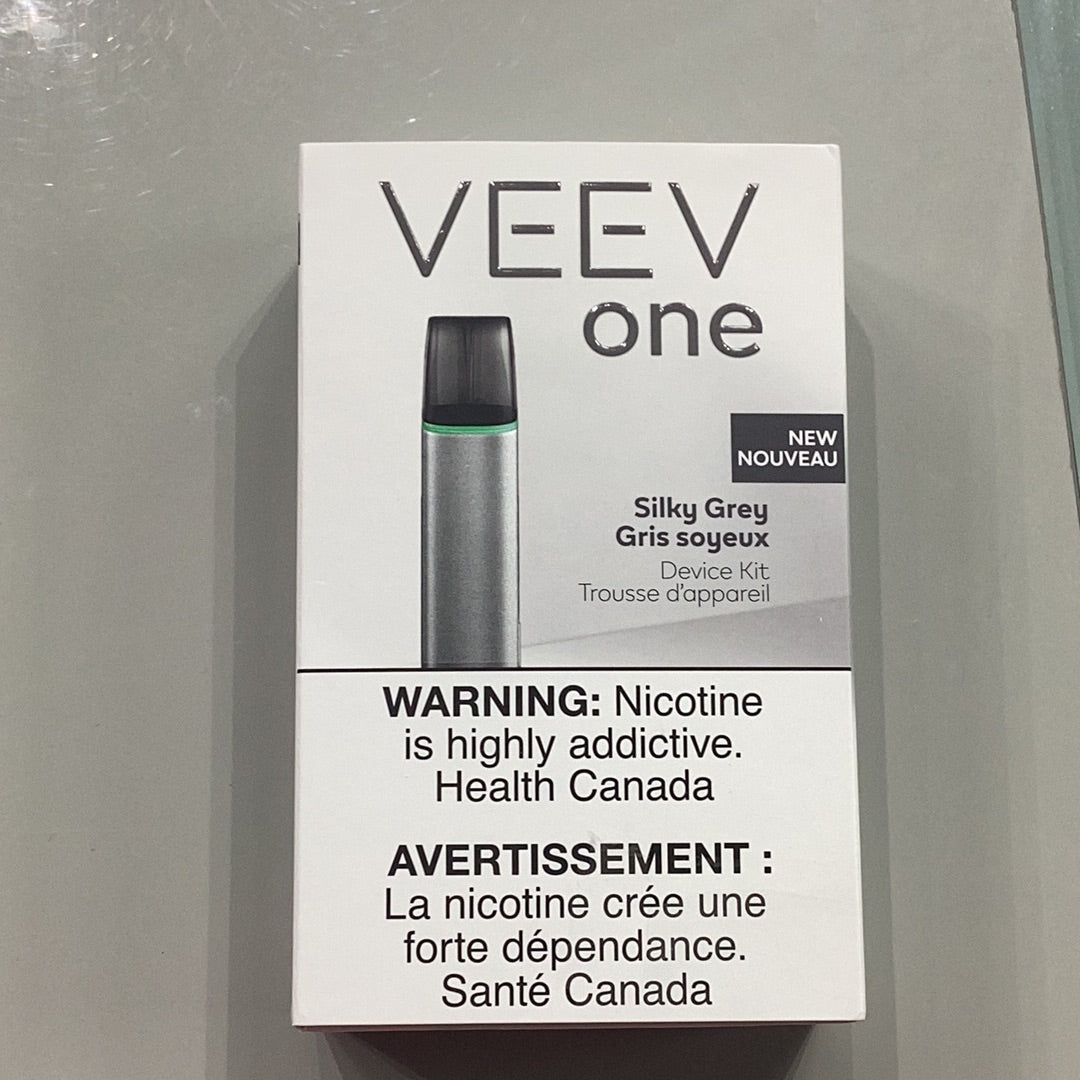 VEEV
one
NEW
NOUVEAU
Silky Grey
Gris soyeux
Device Kit
Trousse d'appareil
WARNING: Nicotine
is highly addictive.
Health Canada
AVERTISSEMENT :
La nicotine crée une
forte dépendance.
Santé Canada